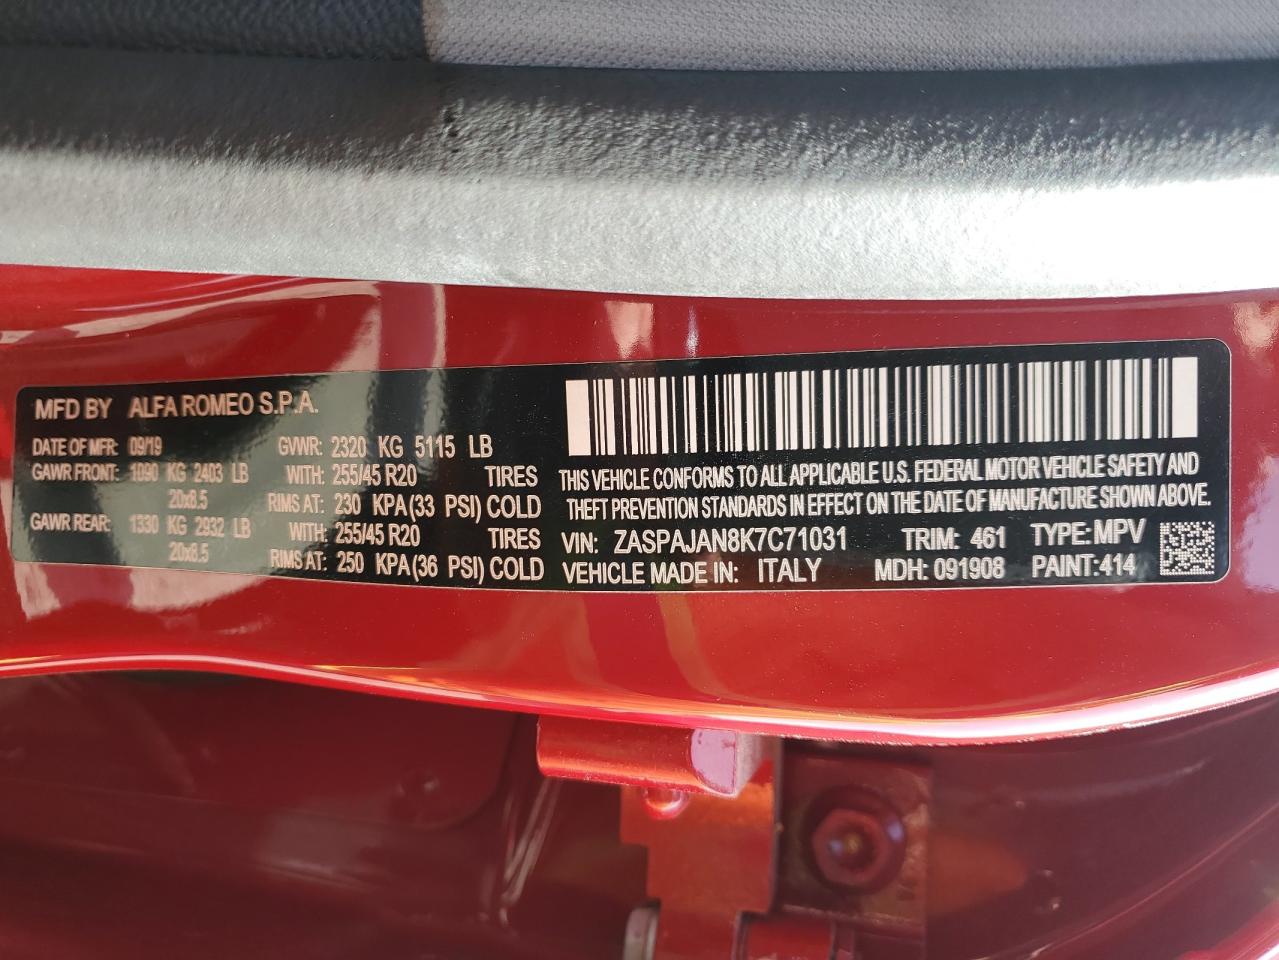 MFD BY ALFA ROMEO S.P.A.
DATE OF MFR: 09/19 GVWR: 2320 KG 5115 LB
GAWR FRONT: 1090 KG 2403 LB WITH: 255/45 R20 TIRES
20x8.5 RIMS AT: 230 KPA(33 PSI) COLD
GAWR REAR: 1330 KG 2932 LB WITH: 255/45 R20 TIRES
20x8.5 RIMS AT: 250 KPA(36 PSI) COLD
THIS VEHICLE CONFORMS TO ALL APPLICABLE U.S. FEDERAL MOTOR VEHICLE SAFETY AND
THEFT PREVENTION STANDARDS IN EFFECT ON THE DATE OF MANUFACTURE SHOWN ABOVE.
VIN: ZASPAJAN8K7C71031 TRIM: 461 TYPE: MPV
VEHICLE MADE IN: ITALY MDH: 091908 PAINT:414